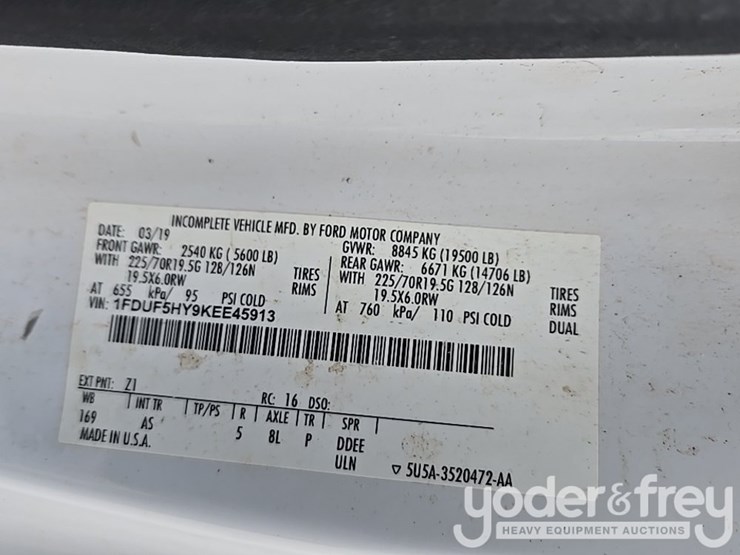 INCOMPLETE VEHICLE MFD. BY FORD MOTOR COMPANY
DATE: 03/19 GVWR: 8845 KG (19500 LB)
FRONT GAWR: 2540 KG ( 5600 LB) REAR GAWR: 6671 KG (14706 LB)
WITH 225/70R19.5G 128/126N TIRES WITH 225/70R19.5G 128/126N TIRES
19.5X6.0RW RIMS 19.5X6.0RW RIMS
AT 655 kPa/ 95 PSI COLD AT 760 kPa/ 110 PSI COLD DUAL
VIN: 1FDUF5HY9KEE45913
EXT PNT: Z1 RC: 16 DSO:
WB INT TR TP/PS R AXLE TR SPR
169 AS 5 8L P DDEE
MADE IN U.S.A. ULN ▽ 5U5A-3520472-AA
yoder&frey
HEAVY EQUIPMENT AUCTIONS